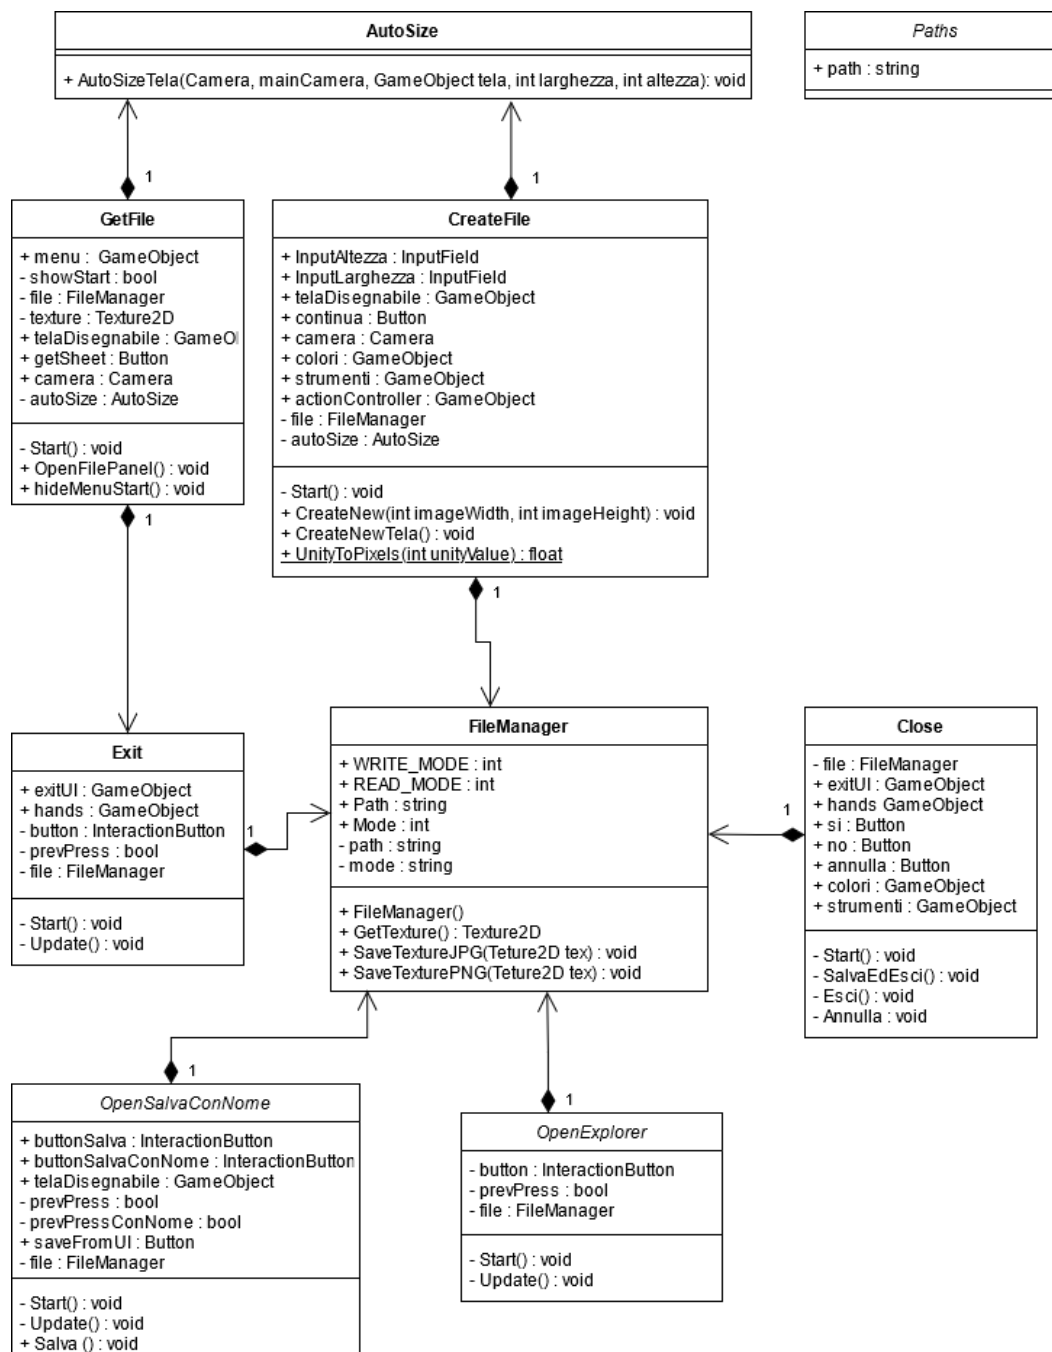 AutoSize
+ AutoSizeTela(Camera, mainCamera, GameObject tela, int larghezza, int altezza): void
Paths
+ path : string
1
1
GetFile
+ menu : GameObject
- showStart : bool
- file : FileManager
- texture : Texture2D
+ telaDisegnabile : GameO
+ getSheet : Button
+ camera : Camera
- autoSize : AutoSize
- Start() : void
+ OpenFilePanel() : void
+ hideMenuStart() : void
1
CreateFile
+ InputAltezza : InputField
+ InputLarghezza : InputField
+ telaDisegnabile : GameObject
+ continua : Button
+ camera : Camera
+ colori : GameObject
+ strumenti : GameObject
+ actionController : GameObject
- file : FileManager
- autoSize : AutoSize
- Start() : void
+ CreateNew(int imageWidth, int imageHeight) : void
+ CreateNewTela() : void
+ UnityToPixels(int unityValue) : float
1
Exit
+ exitUI : GameObject
+ hands : GameObject
- button : InteractionButton
- prevPress : bool
- file : FileManager
- Start() : void
- Update() : void
1
FileManager
+ WRITE_MODE : int
+ READ_MODE : int
+ Path : string
+ Mode : int
- path : string
- mode : string
+ FileManager()
+ GetTexture() : Texture2D
+ SaveTextureJPG(Teture2D tex) : void
+ SaveTexturePNG(Teture2D tex) : void
1
Close
- file : FileManager
+ exitUI : GameObject
+ hands GameObject
+ si : Button
+ no : Button
+ annulla : Button
+ colori : GameObject
+ strumenti : GameObject
- Start() : void
- SalvaEdEsci() : void
- Esci() : void
- Annulla : void
1
OpenSalvaConNome
+ buttonSalva : InteractionButton
+ buttonSalvaConNome : InteractionButton
+ telaDisegnabile : GameObject
- prevPress : bool
- prevPressConNome : bool
+ saveFromUI : Button
- file : FileManager
- Start() : void
- Update() : void
+ Salva () : void
1
OpenExplorer
- button : InteractionButton
- prevPress : bool
- file : FileManager
- Start() : void
- Update() : void